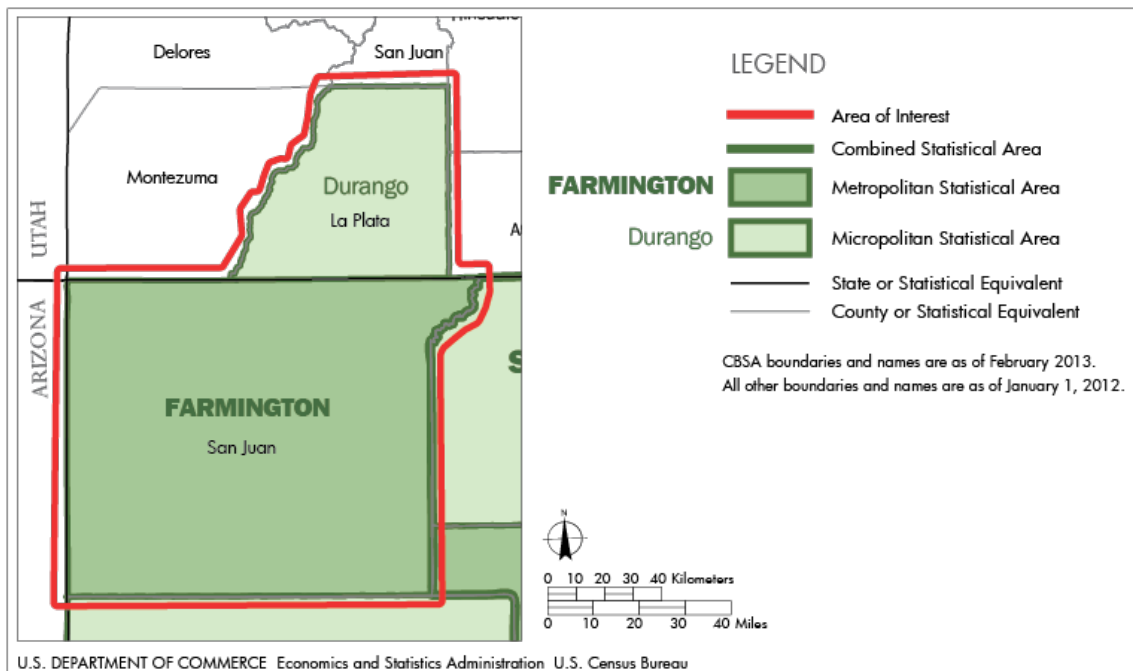 Delores
San Juan
Montezuma
Durango
La Plata
UTAH
ARIZONA
FARMINGTON
San Juan
LEGEND
Area of Interest
Combined Statistical Area
FARMINGTON Metropolitan Statistical Area
Durango Micropolitan Statistical Area
State or Statistical Equivalent
County or Statistical Equivalent
CBSA boundaries and names are as of February 2013.
All other boundaries and names are as of January 1, 2012.
N
0 10 20 30 40 Kilometers
0 10 20 30 40 Miles
U.S. DEPARTMENT OF COMMERCE Economics and Statistics Administration U.S. Census Bureau